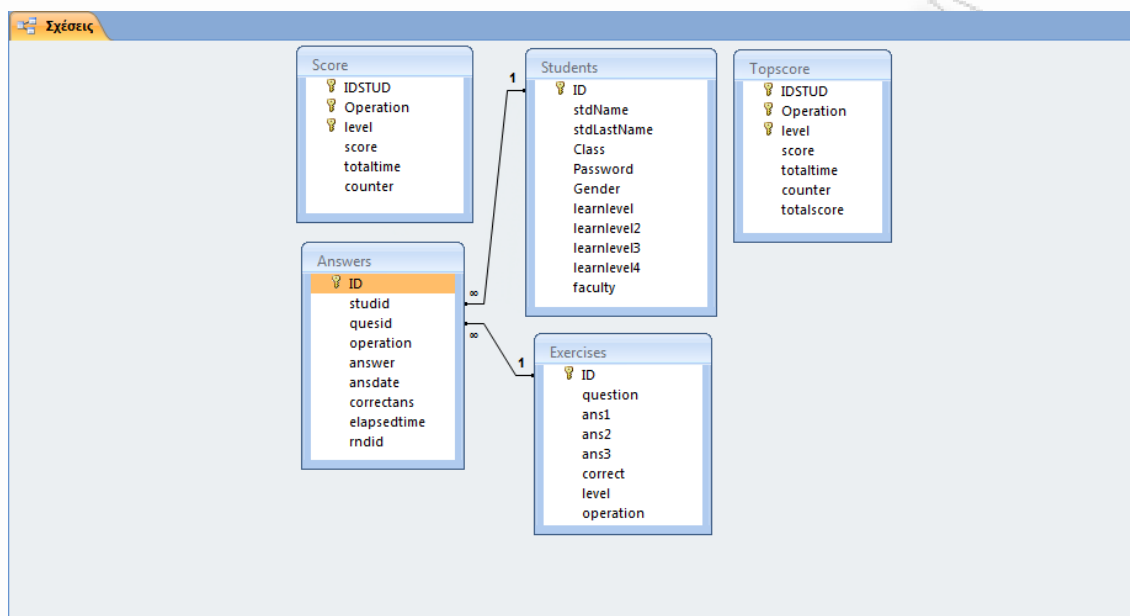 Σχέσεις
Score
IDSTUD
Operation
level
score
totaltime
counter
Students
ID
stdName
stdLastName
Class
Password
Gender
learnlevel
learnlevel2
learnlevel3
learnlevel4
faculty
Topscore
IDSTUD
Operation
level
score
totaltime
counter
totalscore
1
Answers
ID
studid
quesid
operation
answer
ansdate
correctans
elapsedtime
rndid
∞
∞
1
Exercises
ID
question
ans1
ans2
ans3
correct
level
operation